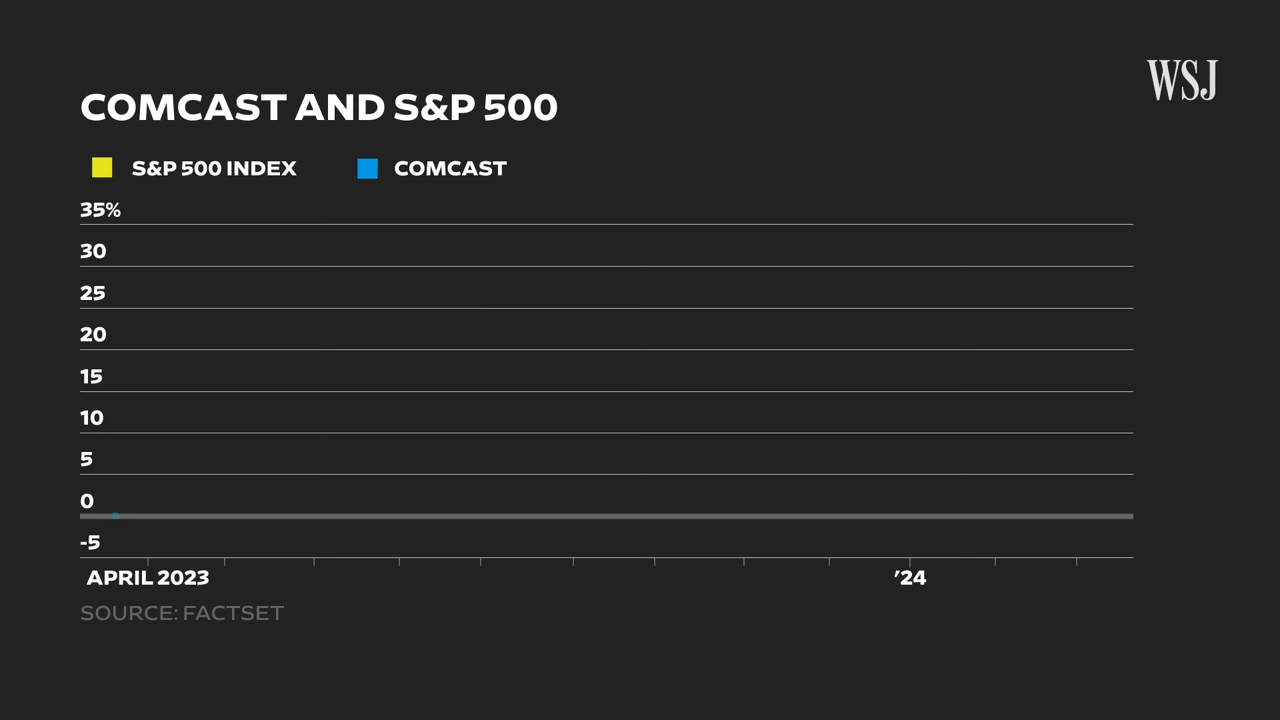 WSJ
COMCAST AND S&P 500
S&P 500 INDEX
COMCAST
35%
30
25
20
15
10
5
0
-5
APRIL 2023
’24
SOURCE: FACTSET